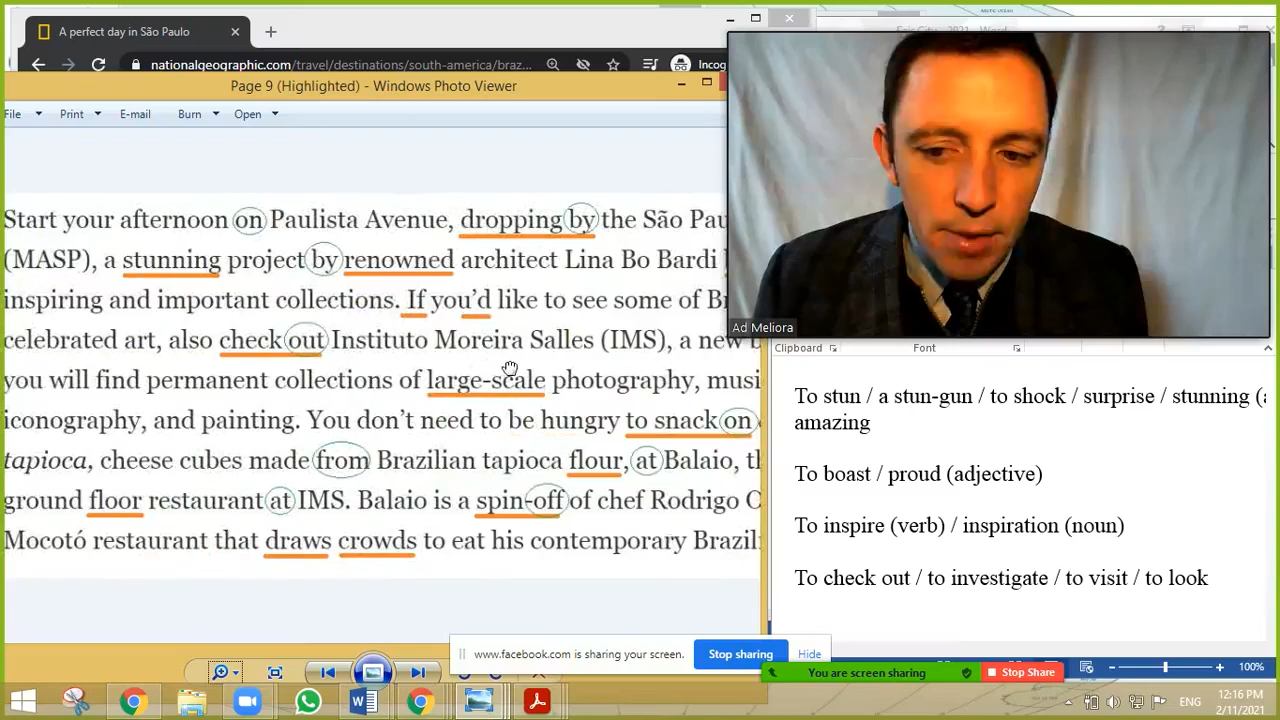 A perfect day in São Paulo
nationalgeographic.com/travel/destinations/south-america/braz...
Incog
Page 9 (Highlighted) - Windows Photo Viewer
File Print E-mail Burn Open
Start your afternoon on Paulista Avenue, dropping by the São Pau
(MASP), a stunning project by renowned architect Lina Bo Bardi
inspiring and important collections. If you’d like to see some of Br
celebrated art, also check out Instituto Moreira Salles (IMS), a new b
you will find permanent collections of large-scale photography, musi
iconography, and painting. You don’t need to be hungry to snack on
tapioca, cheese cubes made from Brazilian tapioca flour, at Balaio, th
ground floor restaurant at IMS. Balaio is a spin-off of chef Rodrigo O
Mocotó restaurant that draws crowds to eat his contemporary Brazil
Ad Meliora
Clipboard Font
To stun / a stun-gun / to shock / surprise / stunning (a
amazing
To boast / proud (adjective)
To inspire (verb) / inspiration (noun)
To check out / to investigate / to visit / to look
www.facebook.com is sharing your screen. Stop sharing Hide
You are screen sharing Stop Share
100%
ENG
12:16 PM
2/11/2021